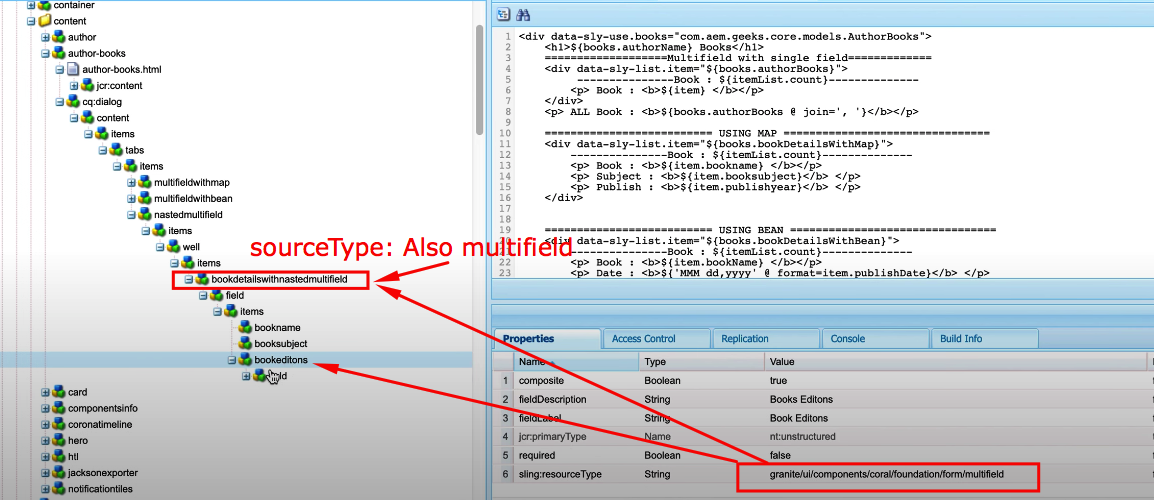 container
content
author
author-books
author-books.html
jcr:content
cq:dialog
content
items
tabs
items
multifieldwithmap
multifieldwithbean
nastedmultifield
items
well
items
bookdetailswithnastedmultifield
field
items
bookname
booksubject
bookeditons
card
componentsinfo
coronatimeline
hero
htl
jacksonexporter
notificationtiles
sourceType: Also multifield
1 <div data-sly-use.books="com.aem.geeks.core.models.AuthorBooks">
2 <h1>${books.authorName} Books</h1>
3 ===================Multifield with single field=============
4 <div data-sly-list.item="${books.authorBooks}">
5 ---------------Book : ${itemList.count}-------------
6 <p> Book : <b>${item} </b></p>
7 </div>
8 <p> ALL Book : <b>${books.authorBooks @ join=', '}</b></p>
9
10 ========================== USING MAP ================================
11 <div data-sly-list.item="${books.bookDetailsWithMap}">
12 ---------------Book : ${itemList.count}--------------
13 <p> Book : <b>${item.bookname} </b></p>
14 <p> Subject : <b>${item.booksubject}</b> </p>
15 <p> Publish : <b>${item.publishyear}</b> </p>
16 </div>
17
18
19 ========================== USING BEAN ================================
20 <div data-sly-list.item="${books.bookDetailsWithBean}">
21 ---------------Book : ${itemList.count}--------------
22 <p> Book : <b>${item.bookName} </b></p>
23 <p> Date : <b>${'MMM dd,yyyy' @ format=item.publishDate}</b> </p>
Properties Access Control Replication Console Build Info
Name Type Value
1 composite Boolean true
2 fieldDescription String Books Editons
3 fieldLabel String Book Editons
4 jcr:primaryType Name nt:unstructured
5 required Boolean false
6 sling:resourceType String granite/ui/components/coral/foundation/form/multifield